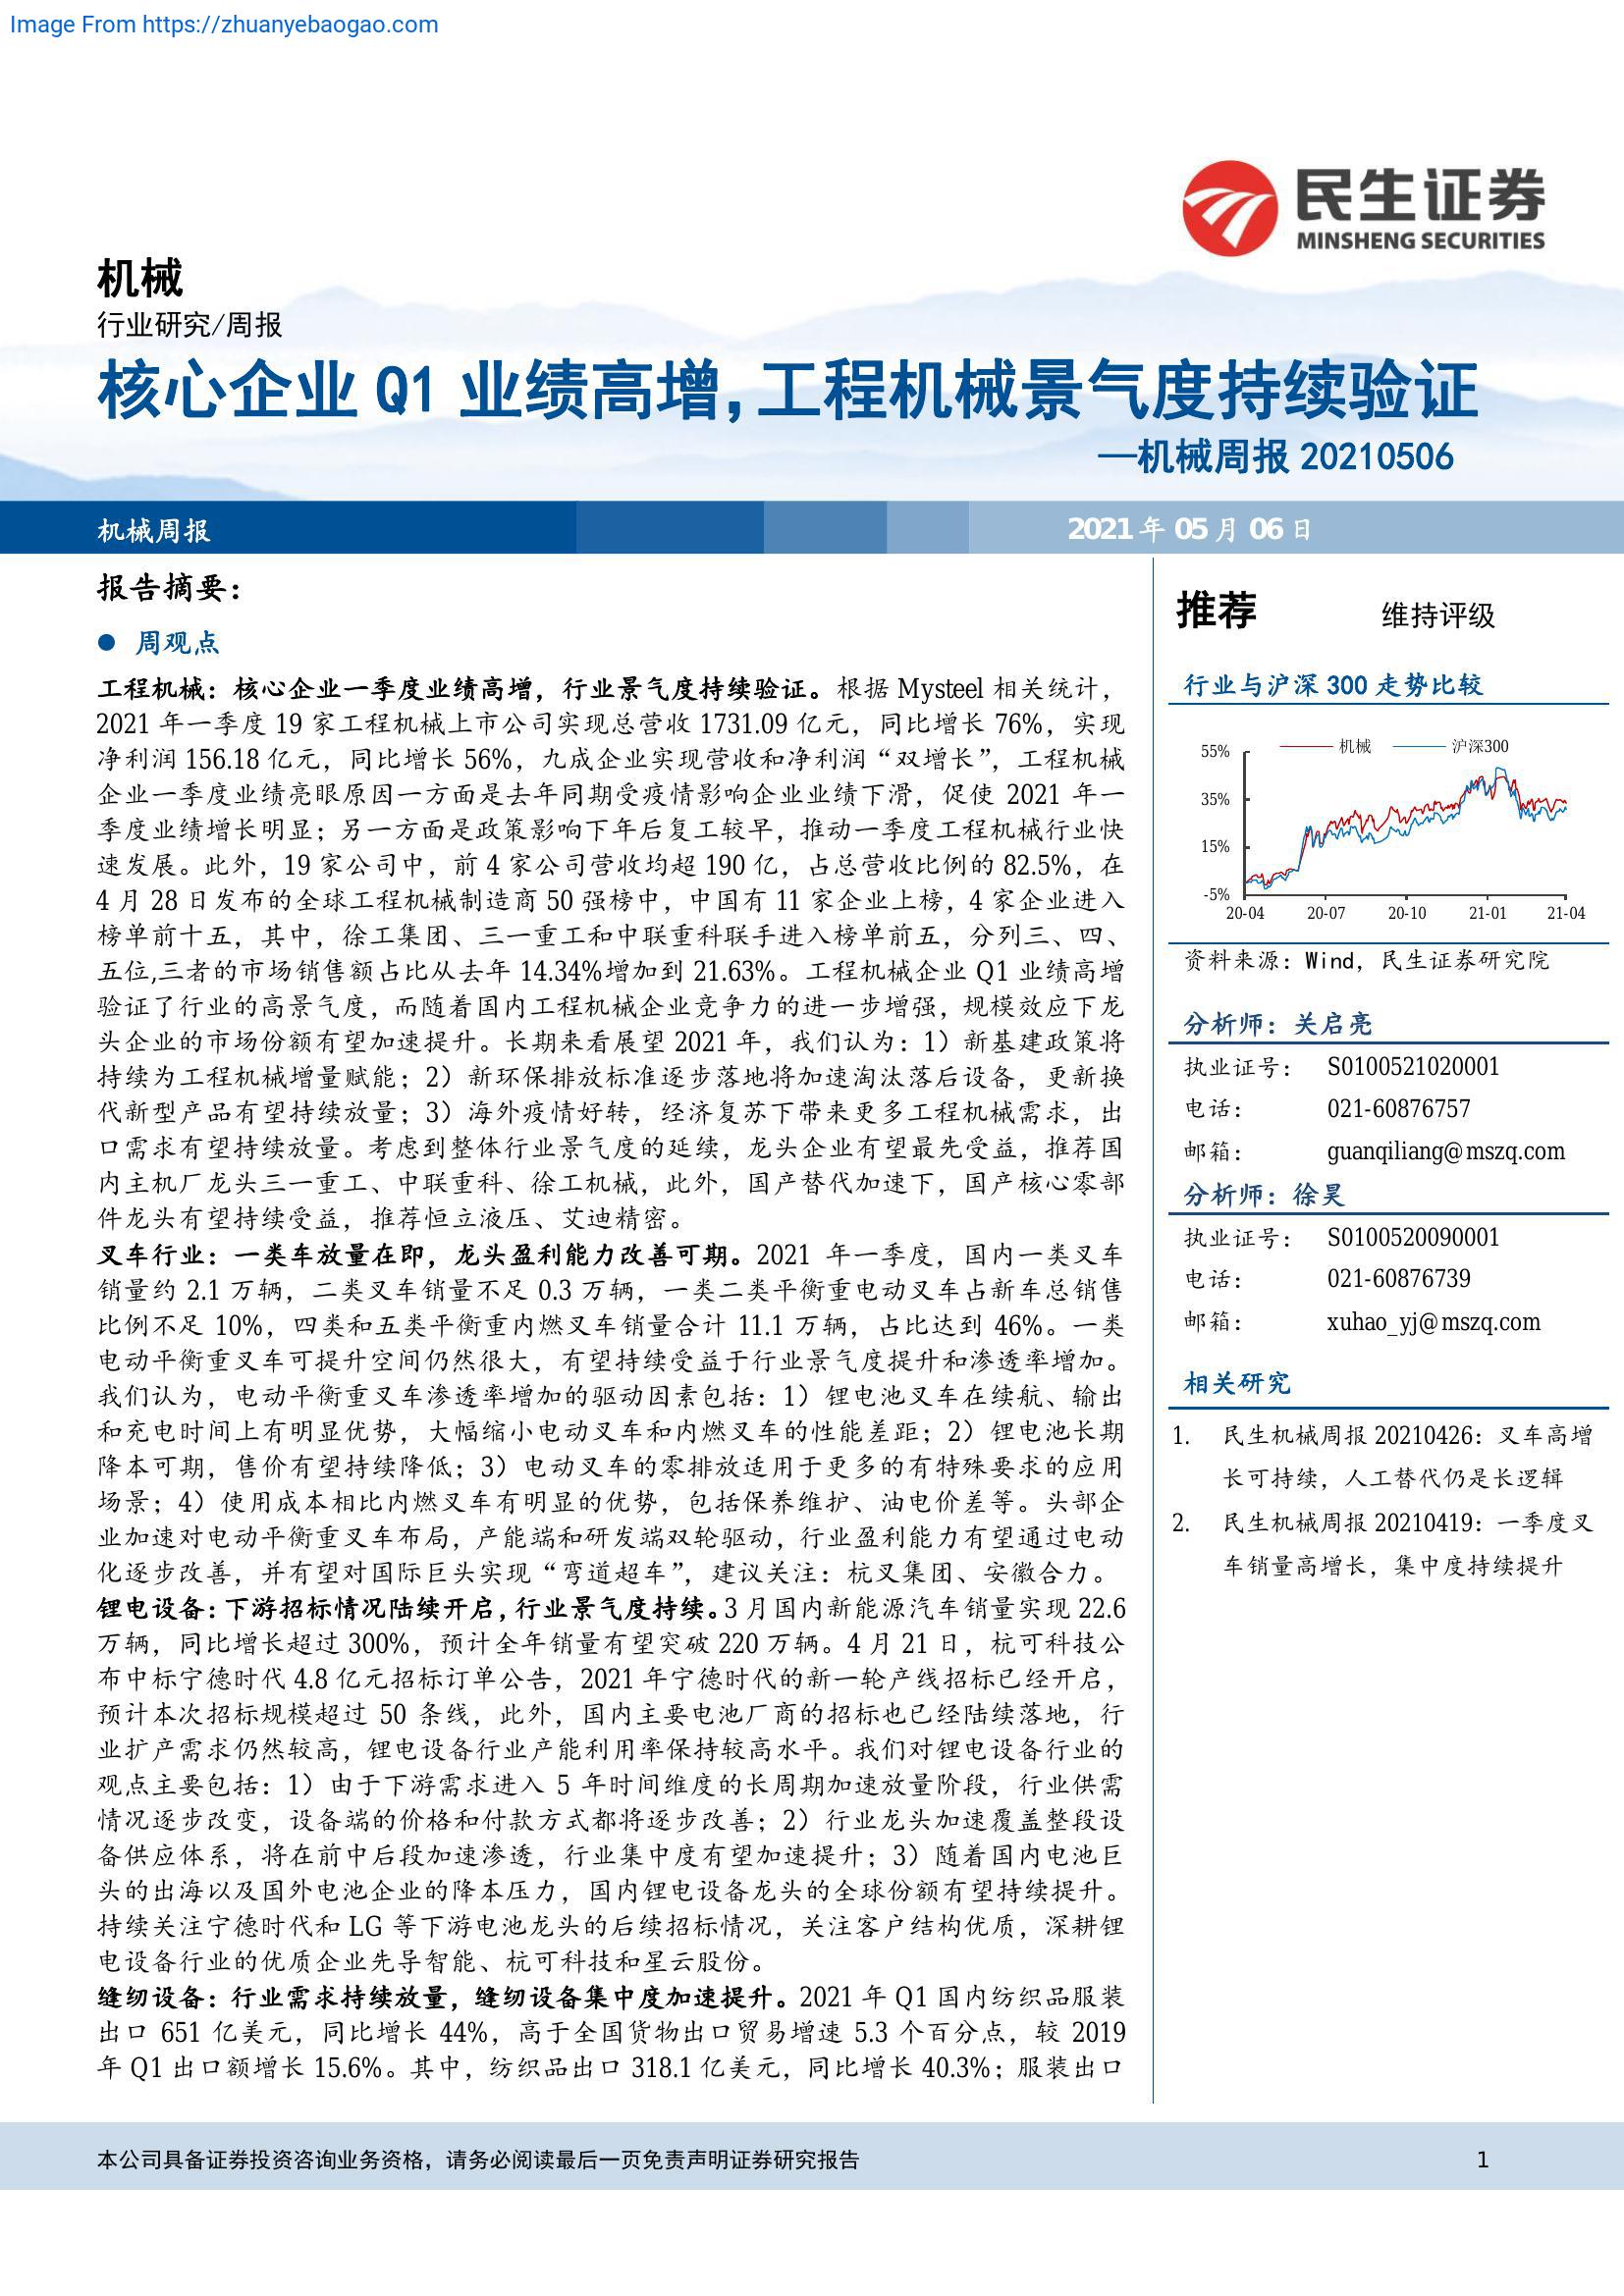 Image From https://zhuanyebaogao.com
民生证券
MINSHENG SECURITIES
机械
行业研究/周报
核心企业 Q1 业绩高增,工程机械景气度持续验证
—机械周报 20210506
机械周报
2021 年 05 月 06 日
报告摘要：
● 周观点
工程机械：核心企业一季度业绩高增，行业景气度持续验证。根据 Mysteel 相关统计，
2021 年一季度 19 家工程机械上市公司实现总营收 1731.09 亿元，同比增长 76%，实现
净利润 156.18 亿元，同比增长 56%，九成企业实现营收和净利润“双增长”，工程机械
企业一季度业绩亮眼原因一方面是去年同期受疫情影响企业业绩下滑，促使 2021 年一
季度业绩增长明显；另一方面是政策影响下年后复工较早，推动一季度工程机械行业快
速发展。此外，19 家公司中，前 4 家公司营收均超 190 亿，占总营收比例的 82.5%，在
4 月 28 日发布的全球工程机械制造商 50 强榜中，中国有 11 家企业上榜，4 家企业进入
榜单前十五，其中，徐工集团、三一重工和中联重科联手进入榜单前五，分列三、四、
五位,三者的市场销售额占比从去年 14.34%增加到 21.63%。工程机械企业 Q1 业绩高增
验证了行业的高景气度，而随着国内工程机械企业竞争力的进一步增强，规模效应下龙
头企业的市场份额有望加速提升。长期来看展望 2021 年，我们认为：1）新基建政策将
持续为工程机械增量赋能；2）新环保排放标准逐步落地将加速淘汰落后设备，更新换
代新型产品有望持续放量；3）海外疫情好转，经济复苏下带来更多工程机械需求，出
口需求有望持续放量。考虑到整体行业景气度的延续，龙头企业有望最先受益，推荐国
内主机厂龙头三一重工、中联重科、徐工机械，此外，国产替代加速下，国产核心零部
件龙头有望持续受益，推荐恒立液压、艾迪精密。
叉车行业：一类车放量在即，龙头盈利能力改善可期。2021 年一季度，国内一类叉车
销量约 2.1 万辆，二类叉车销量不足 0.3 万辆，一类二类平衡重电动叉车占新车总销售
比例不足 10%，四类和五类平衡重内燃叉车销量合计 11.1 万辆，占比达到 46%。一类
电动平衡重叉车可提升空间仍然很大，有望持续受益于行业景气度提升和渗透率增加。
我们认为，电动平衡重叉车渗透率增加的驱动因素包括：1）锂电池叉车在续航、输出
和充电时间上有明显优势，大幅缩小电动叉车和内燃叉车的性能差距；2）锂电池长期
降本可期，售价有望持续降低；3）电动叉车的零排放适用于更多的有特殊要求的应用
场景；4）使用成本相比内燃叉车有明显的优势，包括保养维护、油电价差等。头部企
业加速对电动平衡重叉车布局，产能端和研发端双轮驱动，行业盈利能力有望通过电动
化逐步改善，并有望对国际巨头实现“弯道超车”，建议关注：杭叉集团、安徽合力。
锂电设备：下游招标情况陆续开启，行业景气度持续。3 月国内新能源汽车销量实现 22.6
万辆，同比增长超过 300%，预计全年销量有望突破 220 万辆。4 月 21 日，杭可科技公
布中标宁德时代 4.8 亿元招标订单公告，2021 年宁德时代的新一轮产线招标已经开启，
预计本次招标规模超过 50 条线，此外，国内主要电池厂商的招标也已经陆续落地，行
业扩产需求仍然较高，锂电设备行业产能利用率保持较高水平。我们对锂电设备行业的
观点主要包括：1）由于下游需求进入 5 年时间维度的长周期加速放量阶段，行业供需
情况逐步改变，设备端的价格和付款方式都将逐步改善；2）行业龙头加速覆盖整段设
备供应体系，将在前中后段加速渗透，行业集中度有望加速提升；3）随着国内电池巨
头的出海以及国外电池企业的降本压力，国内锂电设备龙头的全球份额有望持续提升。
持续关注宁德时代和 LG 等下游电池龙头的后续招标情况，关注客户结构优质，深耕锂
电设备行业的优质企业先导智能、杭可科技和星云股份。
缝纫设备：行业需求持续放量，缝纫设备集中度加速提升。2021 年 Q1 国内纺织品服装
出口 651 亿美元，同比增长 44%，高于全国货物出口贸易增速 5.3 个百分点，较 2019
年 Q1 出口额增长 15.6%。其中，纺织品出口 318.1 亿美元，同比增长 40.3%；服装出口
推荐 维持评级
行业与沪深 300 走势比较
机械 沪深300
55%
35%
15%
-5%
20-04 20-07 20-10 21-01 21-04
资料来源：Wind，民生证券研究院
分析师：关启亮
执业证号： S0100521020001
电话： 021-60876757
邮箱： guanqiliang@mszq.com
分析师：徐昊
执业证号： S0100520090001
电话： 021-60876739
邮箱： xuhao_yj@mszq.com
相关研究
1. 民生机械周报 20210426：叉车高增
长可持续，人工替代仍是长逻辑
2. 民生机械周报 20210419：一季度叉
车销量高增长，集中度持续提升
本公司具备证券投资咨询业务资格，请务必阅读最后一页免责声明证券研究报告
1